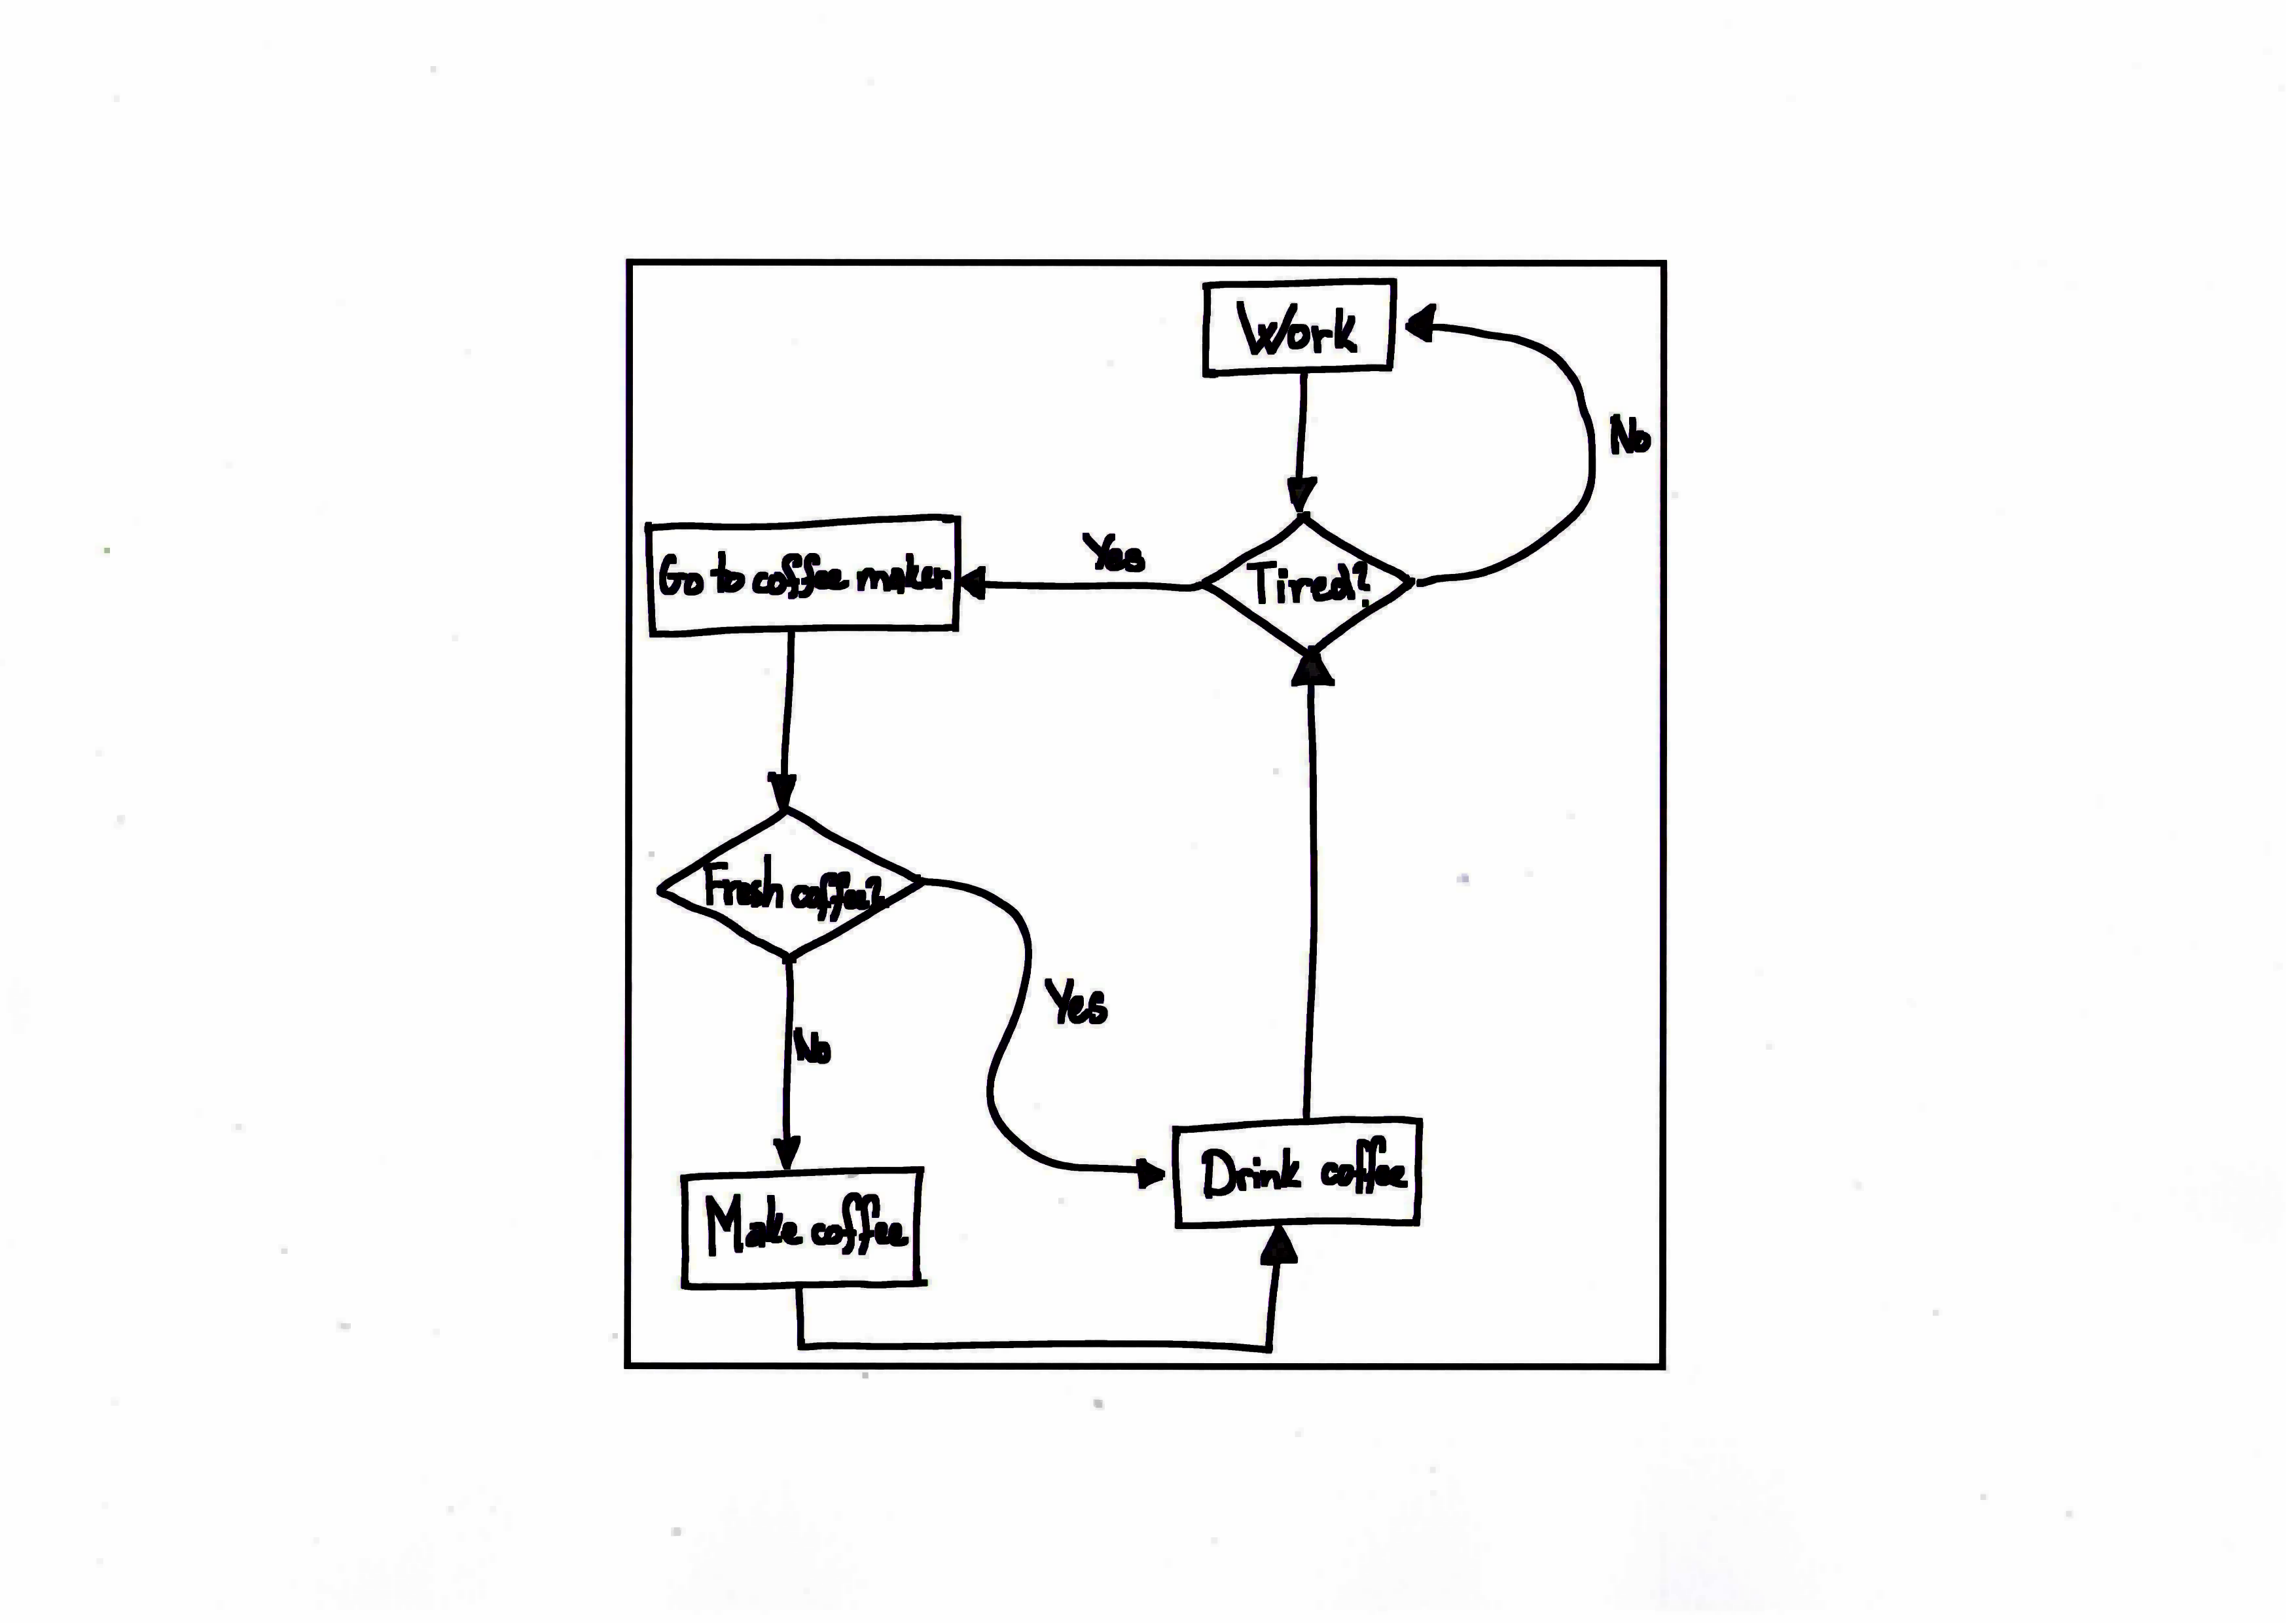 Work
No
Yes
Tired?
Go to coffee maker
Fresh coffee?
Yes
No
Drink coffee
Make coffee